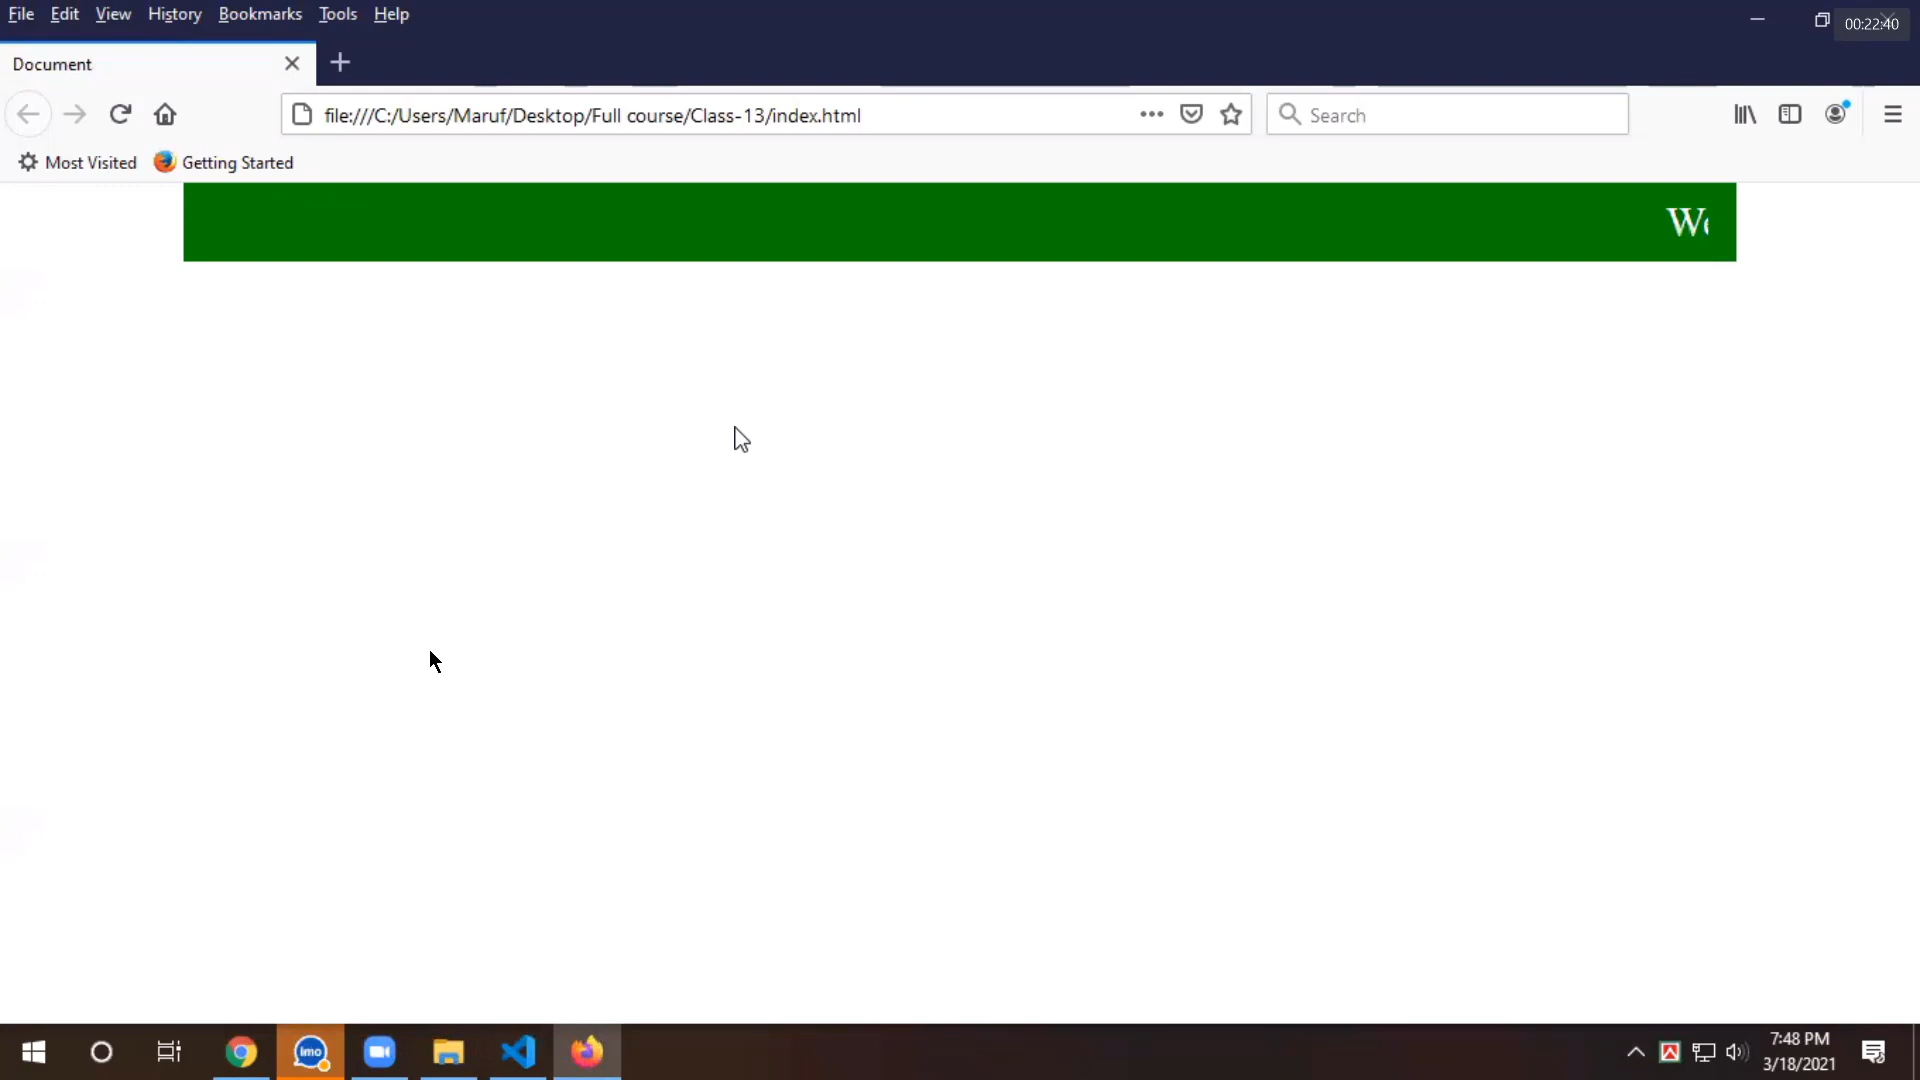 File Edit View History Bookmarks Tools Help
00:22:40
Document
file:///C:/Users/Maruf/Desktop/Full course/Class-13/index.html
Search
Most Visited Getting Started
imo
7:48 PM
3/18/2021